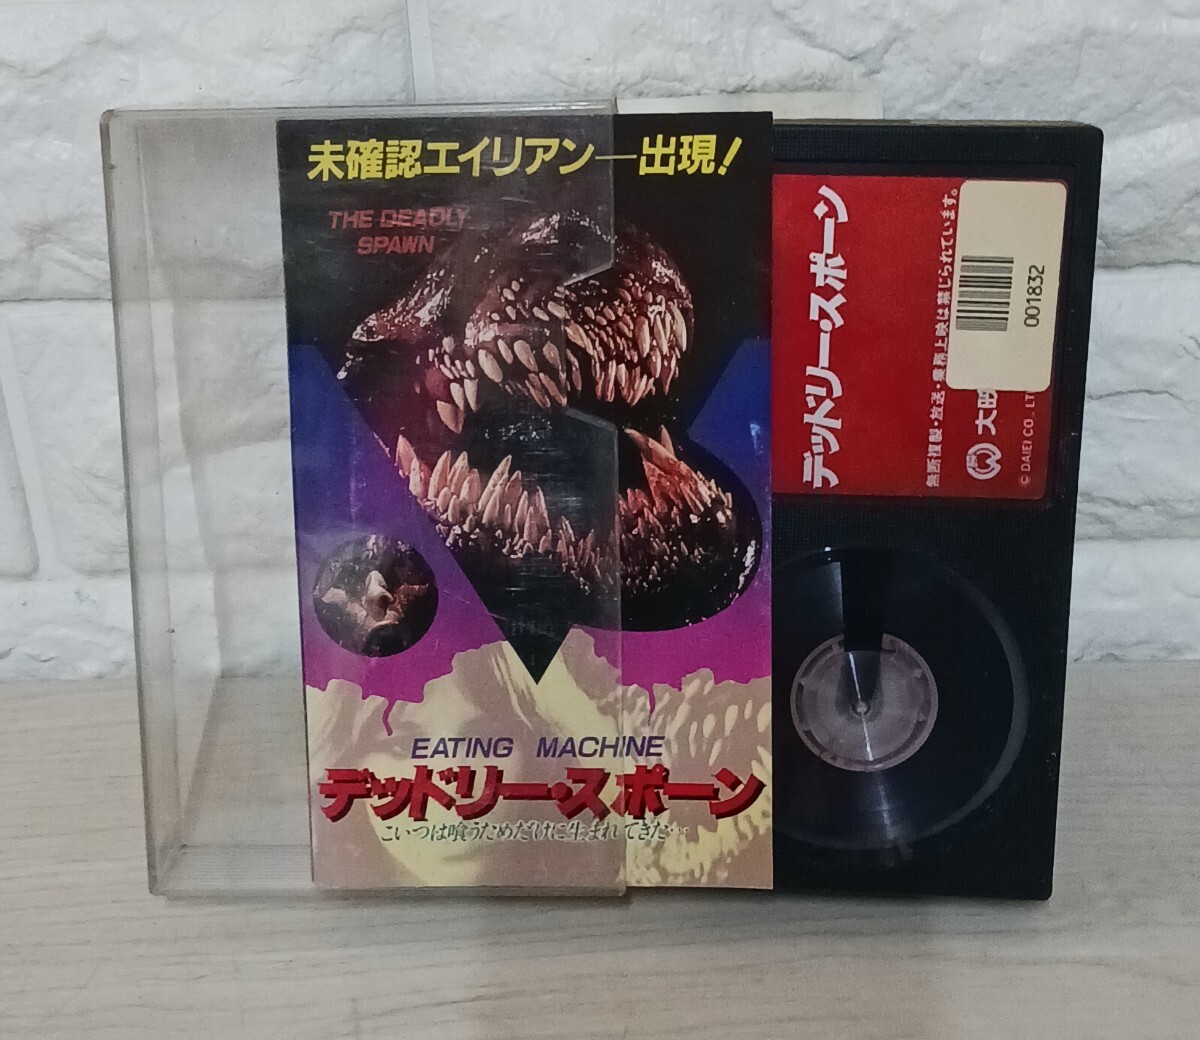 未確認エイリアン—出現!
THE DEADLY
SPAWN
EATING MACHINE
デッドリー・スポーン
こいつは喰うためだけに生まれてきた…
デッドリー・スポーン
無断複製・放送・業務上映は禁じられています。
大映
© DAIEI CO., LT
001832